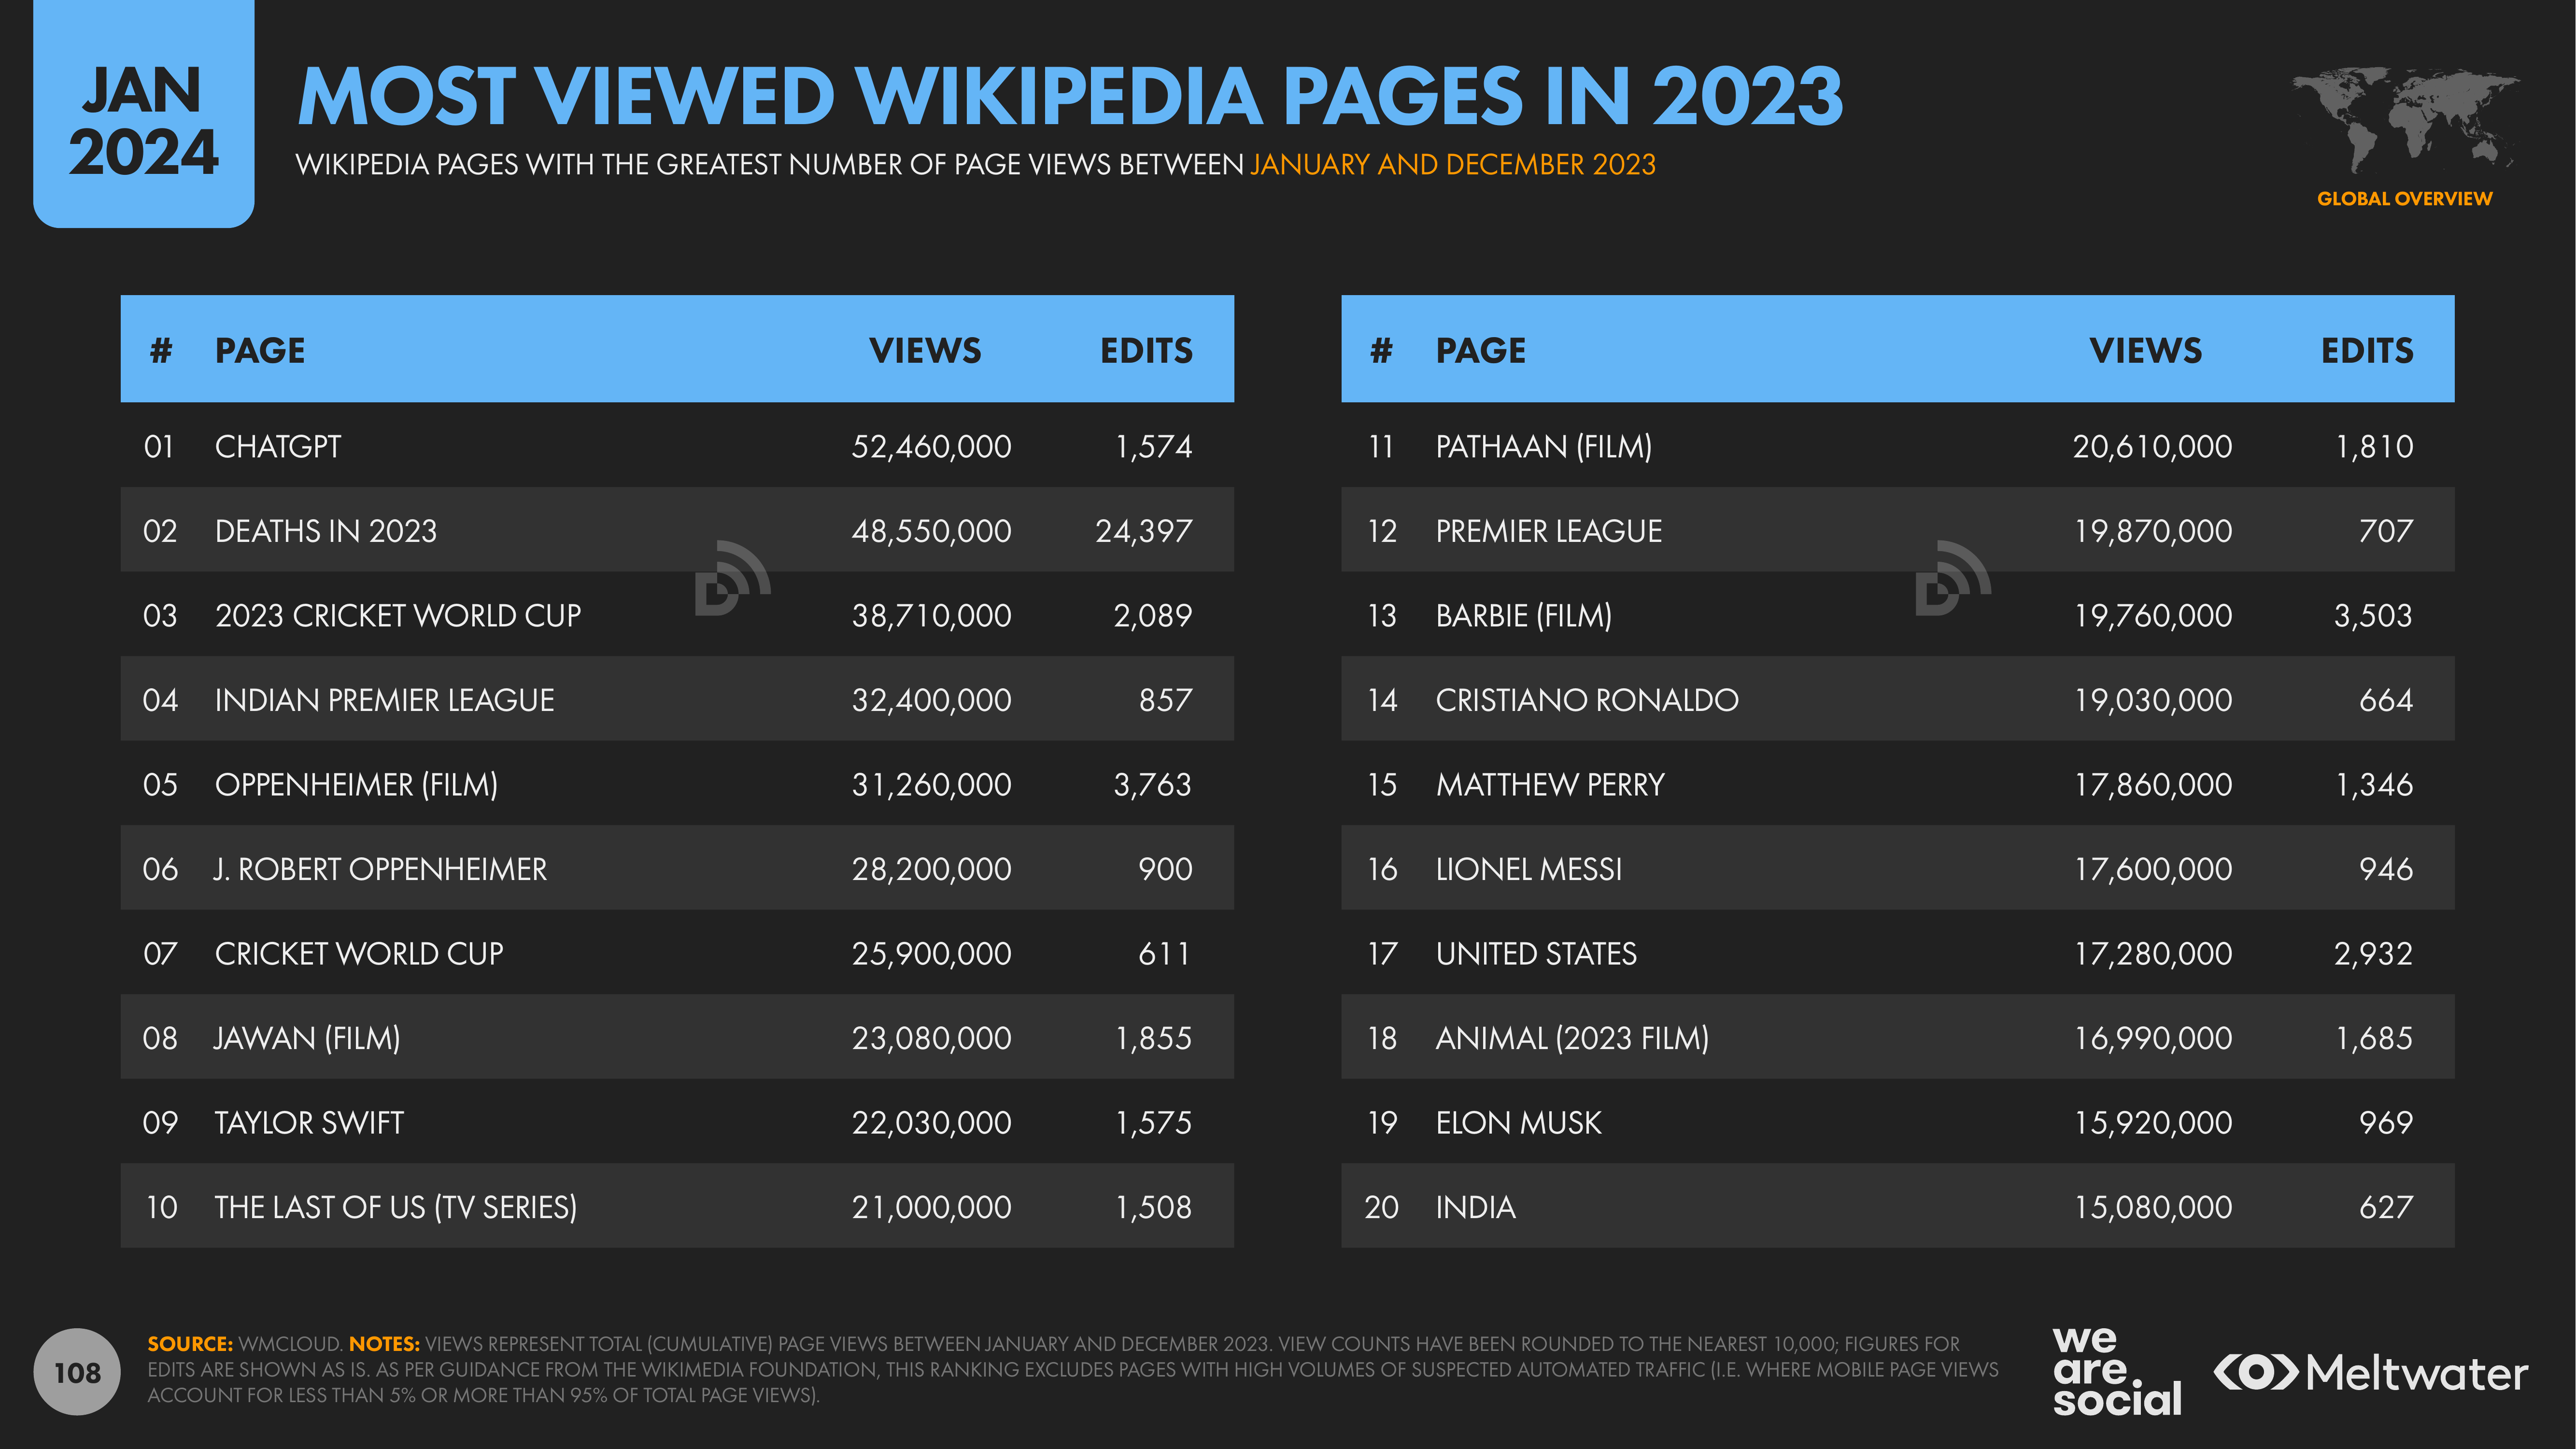 JAN
2024
MOST VIEWED WIKIPEDIA PAGES IN 2023
WIKIPEDIA PAGES WITH THE GREATEST NUMBER OF PAGE VIEWS BETWEEN JANUARY AND DECEMBER 2023
GLOBAL OVERVIEW
# PAGE VIEWS EDITS
01 CHATGPT 52,460,000 1,574
02 DEATHS IN 2023 48,550,000 24,397
03 2023 CRICKET WORLD CUP 38,710,000 2,089
04 INDIAN PREMIER LEAGUE 32,400,000 857
05 OPPENHEIMER (FILM) 31,260,000 3,763
06 J. ROBERT OPPENHEIMER 28,200,000 900
07 CRICKET WORLD CUP 25,900,000 611
08 JAWAN (FILM) 23,080,000 1,855
09 TAYLOR SWIFT 22,030,000 1,575
10 THE LAST OF US (TV SERIES) 21,000,000 1,508
# PAGE VIEWS EDITS
11 PATHAAN (FILM) 20,610,000 1,810
12 PREMIER LEAGUE 19,870,000 707
13 BARBIE (FILM) 19,760,000 3,503
14 CRISTIANO RONALDO 19,030,000 664
15 MATTHEW PERRY 17,860,000 1,346
16 LIONEL MESSI 17,600,000 946
17 UNITED STATES 17,280,000 2,932
18 ANIMAL (2023 FILM) 16,990,000 1,685
19 ELON MUSK 15,920,000 969
20 INDIA 15,080,000 627
108
SOURCE: WMCLOUD. NOTES: VIEWS REPRESENT TOTAL (CUMULATIVE) PAGE VIEWS BETWEEN JANUARY AND DECEMBER 2023. VIEW COUNTS HAVE BEEN ROUNDED TO THE NEAREST 10,000; FIGURES FOR
EDITS ARE SHOWN AS IS. AS PER GUIDANCE FROM THE WIKIMEDIA FOUNDATION, THIS RANKING EXCLUDES PAGES WITH HIGH VOLUMES OF SUSPECTED AUTOMATED TRAFFIC (I.E. WHERE MOBILE PAGE VIEWS
ACCOUNT FOR LESS THAN 5% OR MORE THAN 95% OF TOTAL PAGE VIEWS).
we
are.
social
Meltwater